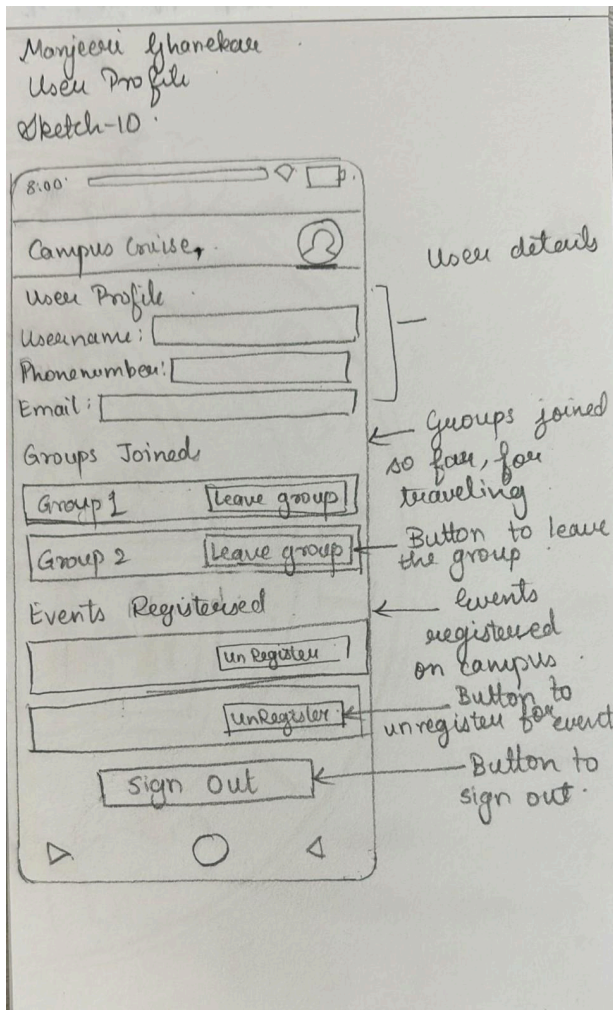 Manjeeri Ghanekar
User Profile
Sketch-10
8:00
Campus Cruise
User Profile
Username:
Phonenumber:
Email:
Groups Joined
Group 1
Leave group
Group 2
Leave group
Events Registered
UnRegister
UnRegister
Sign out
User details
Groups joined
so far, for
traveling
Button to leave
the group
Events
registered
on campus
Button to
unregister for event
Button to
sign out.